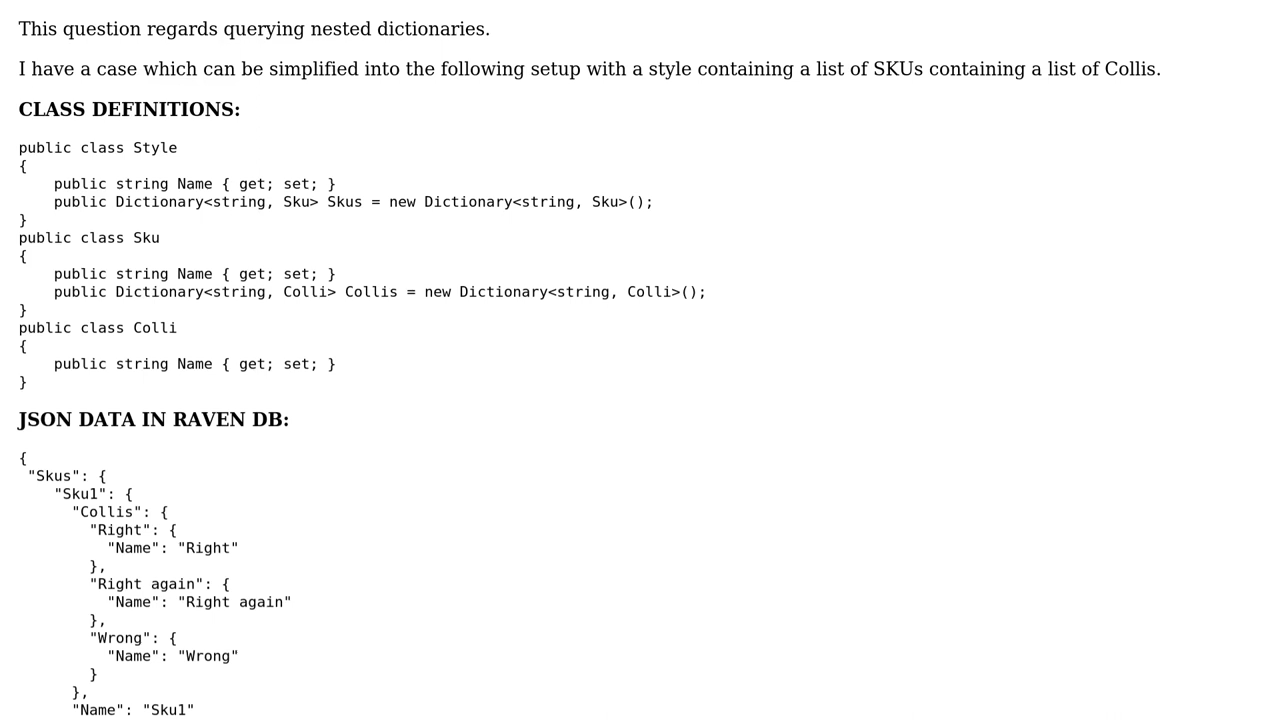 This question regards querying nested dictionaries.
I have a case which can be simplified into the following setup with a style containing a list of SKUs containing a list of Collis.
CLASS DEFINITIONS:
public class Style
{
    public string Name { get; set; }
    public Dictionary<string, Sku> Skus = new Dictionary<string, Sku>();
}
public class Sku
{
    public string Name { get; set; }
    public Dictionary<string, Colli> Collis = new Dictionary<string, Colli>();
}
public class Colli
{
    public string Name { get; set; }
}
JSON DATA IN RAVEN DB:
{
 "Skus": {
    "Sku1": {
      "Collis": {
        "Right": {
          "Name": "Right"
        },
        "Right again": {
          "Name": "Right again"
        },
        "Wrong": {
          "Name": "Wrong"
        }
      },
      "Name": "Sku1"